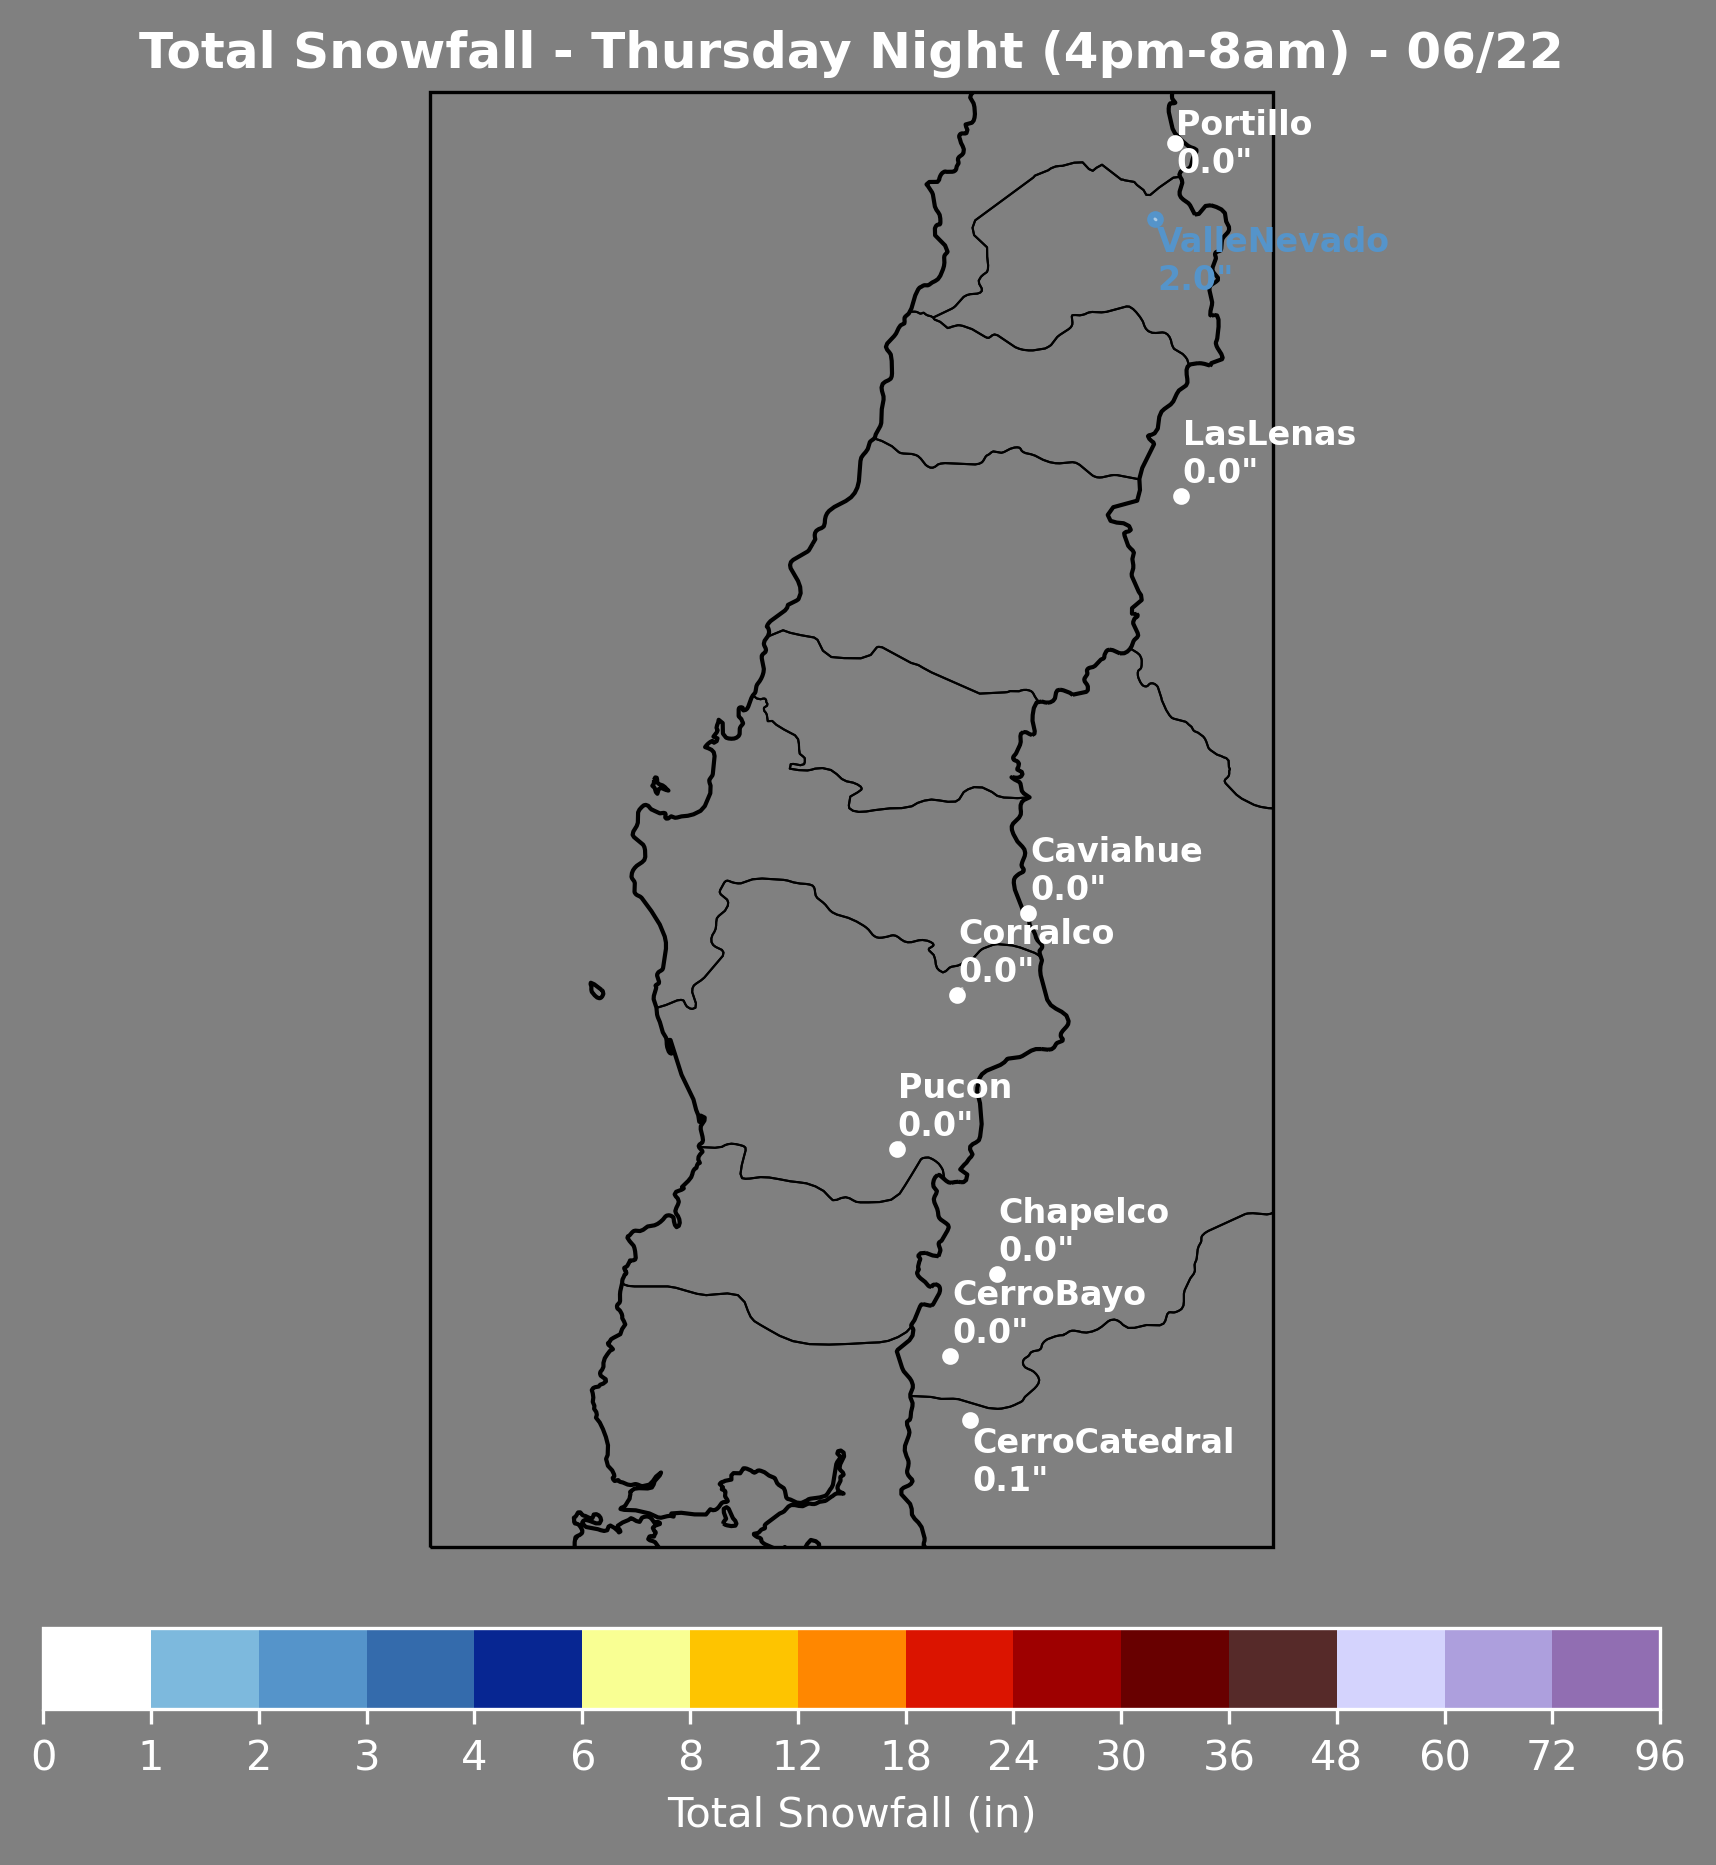 Total Snowfall - Thursday Night (4pm-8am) - 06/22
Portillo
0.0"
ValleNevado
2.0"
LasLenas
0.0"
Caviahue
0.0"
Corralco
0.0"
Pucon
0.0"
Chapelco
0.0"
CerroBayo
0.0"
CerroCatedral
0.1"
0 1 2 3 4 6 8 12 18 24 30 36 48 60 72 96
Total Snowfall (in)